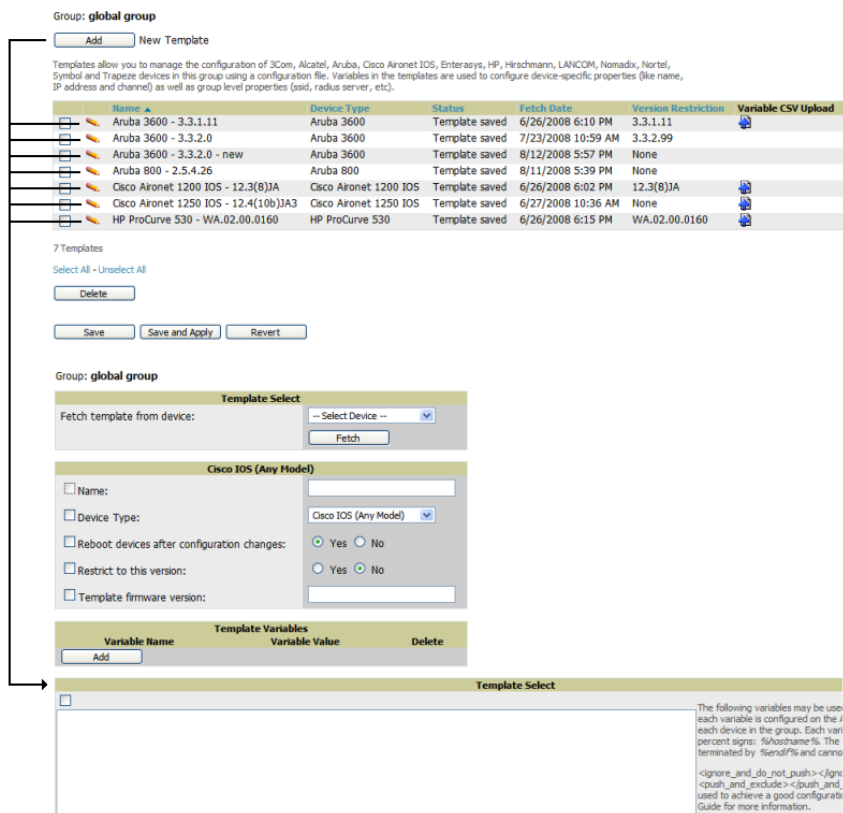 Group: global group
Add New Template
Templates allow you to manage the configuration of 3Com, Alcatel, Aruba, Cisco Aironet IOS, Enterasys, HP, Hirschmann, LANCOM, Nomadix, Nortel,
Symbol and Trapeze devices in this group using a configuration file. Variables in the templates are used to configure device-specific properties (like name,
IP address and channel) as well as group level properties (ssid, radius server, etc).
Name Device Type Status Fetch Date Version Restriction Variable CSV Upload
Aruba 3600 - 3.3.1.11 Aruba 3600 Template saved 6/26/2008 6:10 PM 3.3.1.11
Aruba 3600 - 3.3.2.0 Aruba 3600 Template saved 7/23/2008 10:59 AM 3.3.2.99
Aruba 3600 - 3.3.2.0 - new Aruba 3600 Template saved 8/12/2008 5:57 PM None
Aruba 800 - 2.5.4.26 Aruba 800 Template saved 8/11/2008 5:39 PM None
Cisco Aironet 1200 IOS - 12.3(8)JA Cisco Aironet 1200 IOS Template saved 6/26/2008 6:02 PM 12.3(8)JA
Cisco Aironet 1250 IOS - 12.4(10b)JA3 Cisco Aironet 1250 IOS Template saved 6/27/2008 10:36 AM None
HP ProCurve 530 - WA.02.00.0160 HP ProCurve 530 Template saved 6/26/2008 6:15 PM WA.02.00.0160
7 Templates
Select All - Unselect All
Delete
Save Save and Apply Revert
Group: global group
Template Select
Fetch template from device: -- Select Device --
Fetch
Cisco IOS (Any Model)
Name:
Device Type: Cisco IOS (Any Model)
Reboot devices after configuration changes: Yes No
Restrict to this version: Yes No
Template firmware version:
Template Variables
Variable Name Variable Value Delete
Add
Template Select
The following variables may be use
each variable is configured on the A
each device in the group. Each vari
percent signs: %hostname%. The
terminated by %endif% and canno
<ignore_and_do_not_push></igno
<push_and_exclude></push_and_
used to achieve a good configuratio
Guide for more information.